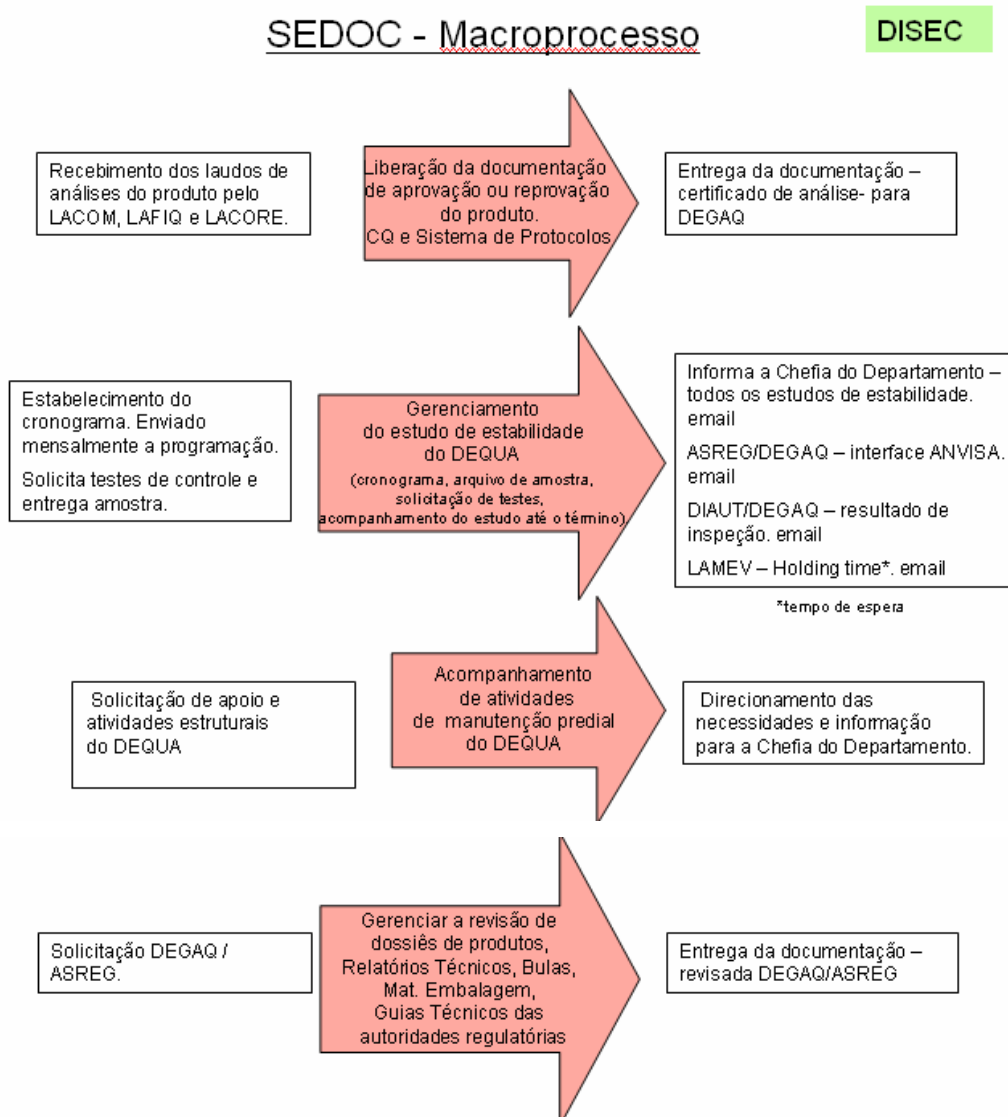 SEDOC - Macroprocesso
DISEC
Recebimento dos laudos de
análises do produto pelo
LACOM, LAFIQ e LACORE.
Liberação da documentação
de aprovação ou reprovação
do produto.
CQ e Sistema de Protocolos
Entrega da documentação –
certificado de análise- para
DEGAQ
Estabelecimento do
cronograma. Enviado
mensalmente a programação.
Solicita testes de controle e
entrega amostra.
Gerenciamento
do estudo de estabilidade
do DEQUA
(cronograma, arquivo de amostra,
solicitação de testes,
acompanhamento do estudo até o término)
Informa a Chefia do Departamento –
todos os estudos de estabilidade.
email
ASREG/DEGAQ – interface ANVISA.
email
DIAUT/DEGAQ – resultado de
inspeção. email
LAMEV – Holding time*. email
*tempo de espera
Solicitação de apoio e
atividades estruturais
do DEQUA
Acompanhamento
de atividades
de manutenção predial
do DEQUA
Direcionamento das
necessidades e informação
para a Chefia do Departamento.
Solicitação DEGAQ /
ASREG.
Gerenciar a revisão de
dossiês de produtos,
Relatórios Técnicos, Bulas,
Mat. Embalagem,
Guias Técnicos das
autoridades regulatórias
Entrega da documentação –
revisada DEGAQ/ASREG